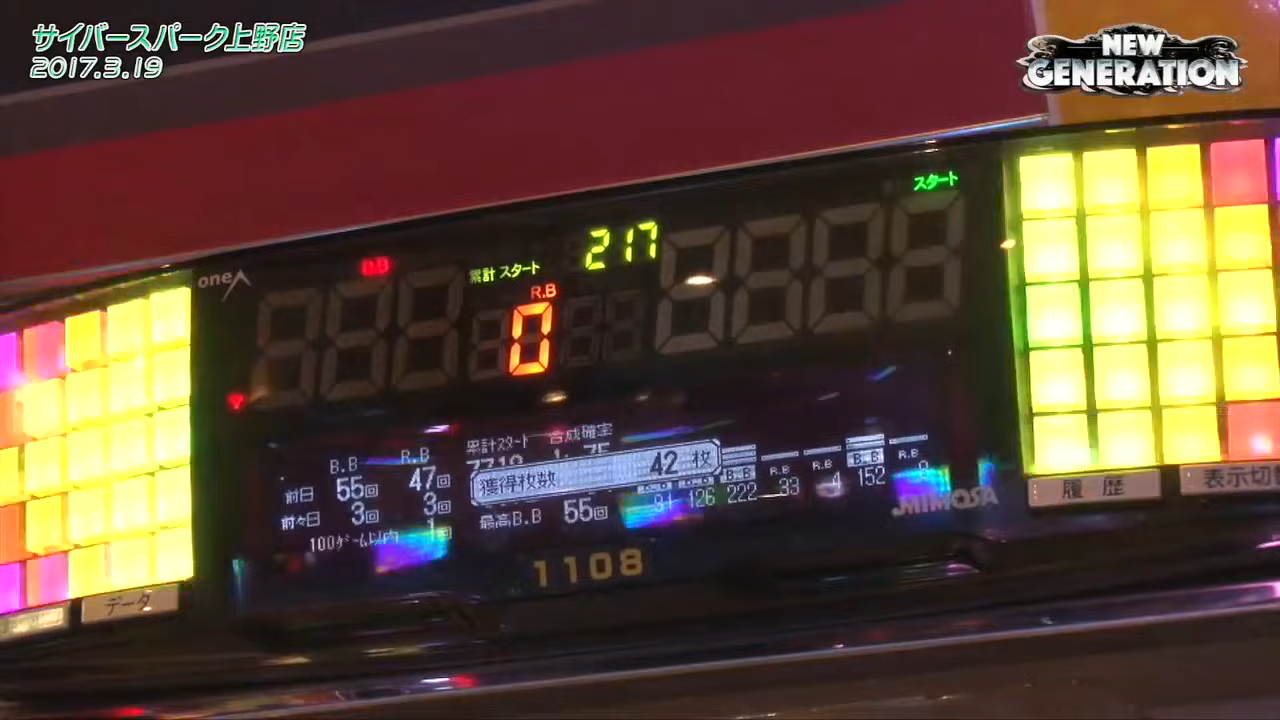 サイバースパーク上野店
2017.3.19
NEW
GENERATION
スタート
one
累計 スタート 217
R.B
0
B.B R.B
累計スタート 合成確率
前日 55回 47回
前々日 3回 3回
100ゲーム以内
獲得枚数 42 枚
最高B.B 55回
91 126 222 33 4 152
B.B R.B R.B B.B R.B
MIMOSA
1108
データ
履歴
表示切